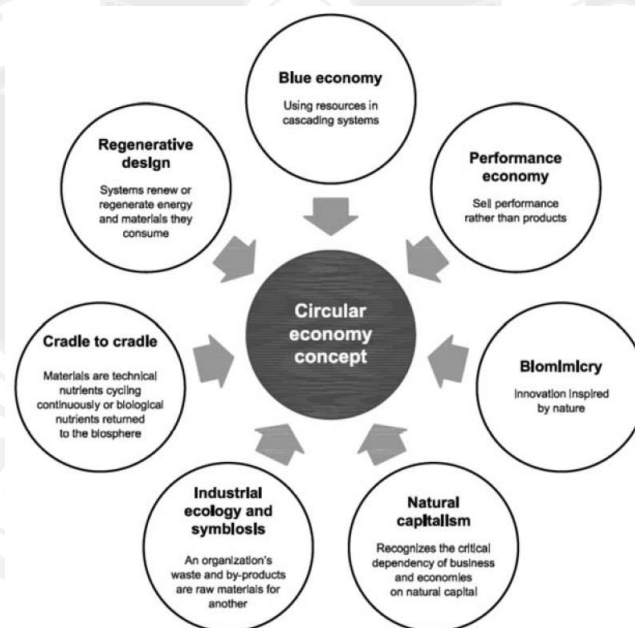 Blue economy
Using resources in
cascading systems
Regenerative
design
Systems renew or
regenerate energy
and materials they
consume
Performance
economy
Sell performance
rather than products
Circular
economy
concept
Cradle to cradle
Materials are technical
nutrients cycling
continuously or biological
nutrients returned
to the biosphere
Biomimicry
Innovation inspired
by nature
Industrial
ecology and
symbiosis
An organization's
waste and by-products
are raw materials for
another
Natural
capitalism
Recognizes the critical
dependency of business
and economies
on natural capital